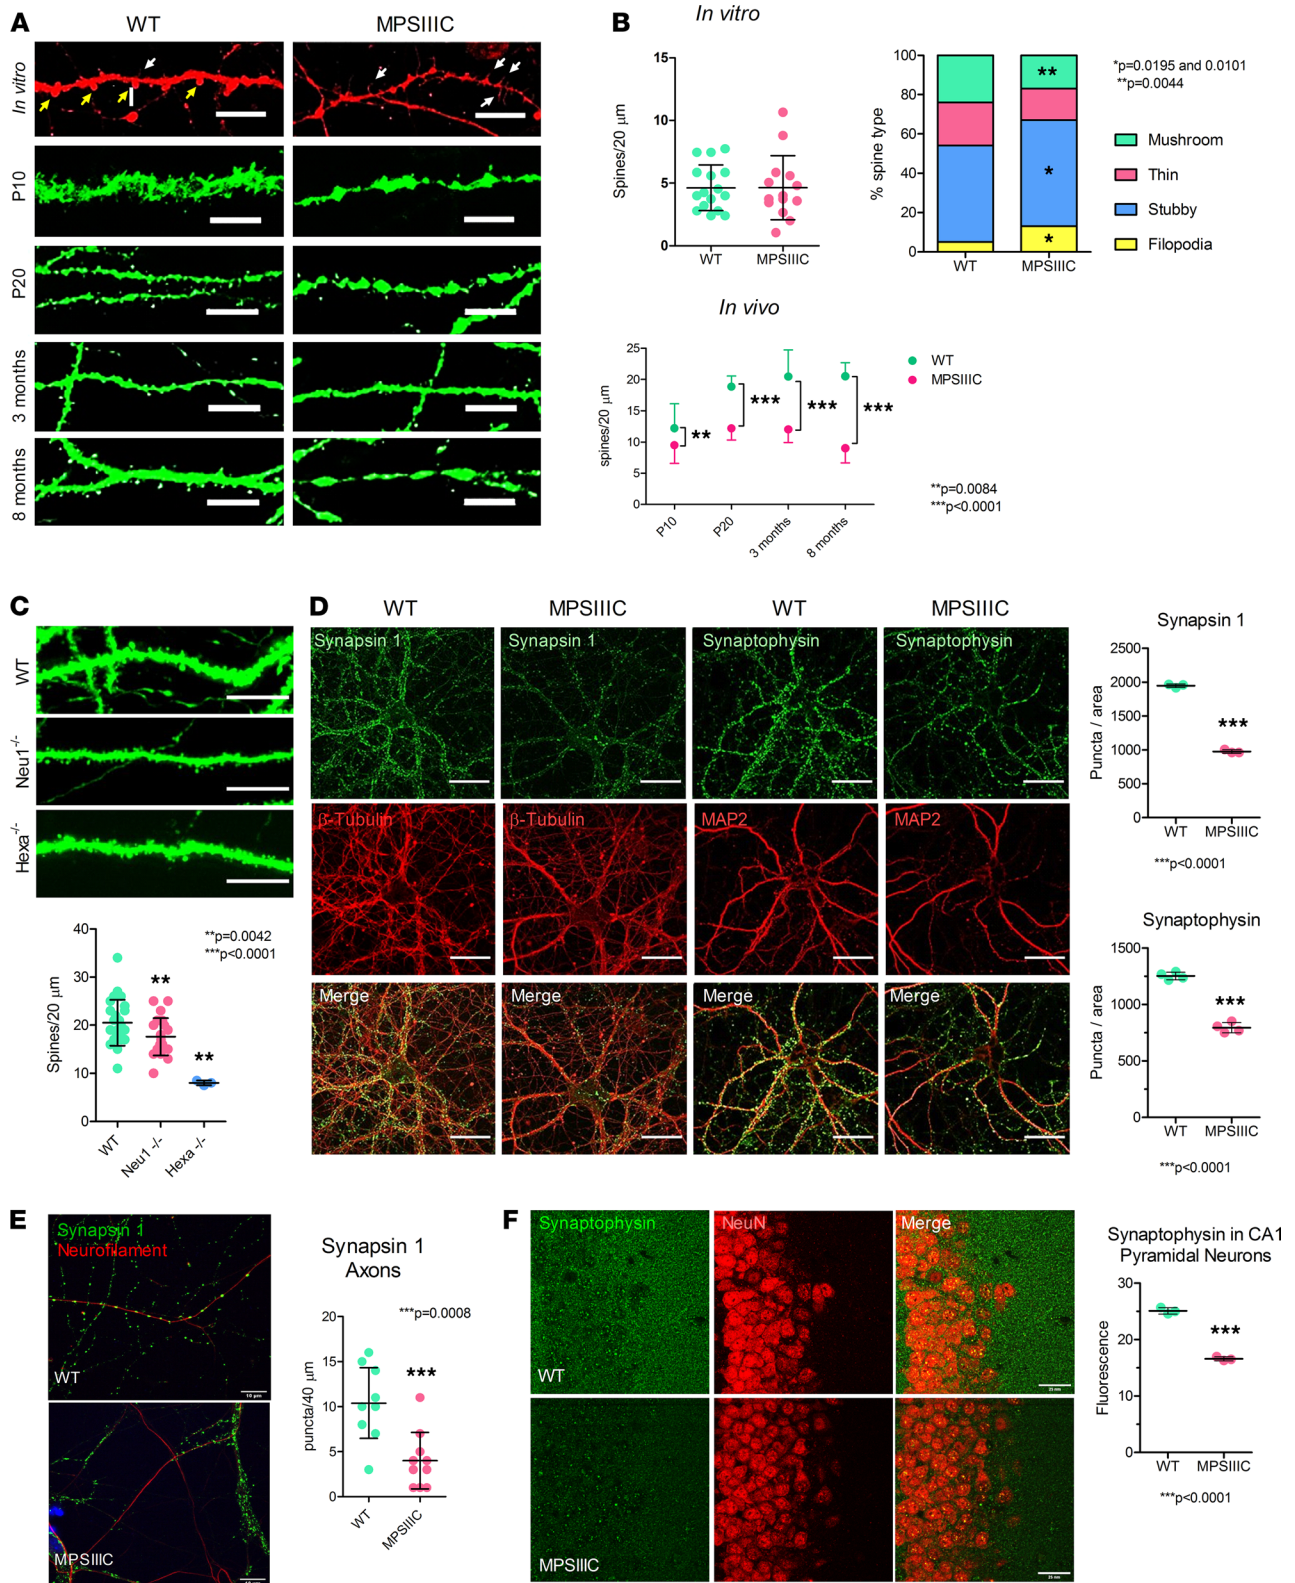 A
WT
MPSIIIC
In vitro
P10
P20
3 months
8 months
B
In vitro
15
10
5
0
Spines/20 µm
WT
MPSIIIC
100
80
60
40
20
0
% spine type
**
*
*
WT
MPSIIIC
*p=0.0195 and 0.0101
**p=0.0044
Mushroom
Thin
Stubby
Filopodia
In vivo
25
20
15
10
5
0
spines/20 µm
**
***
***
***
P10
P20
3 months
8 months
WT
MPSIIIC
**p=0.0084
***p<0.0001
C
WT
Neu1-/-
Hexa-/-
40
30
20
10
0
Spines/20 µm
**p=0.0042
***p<0.0001
**
**
WT
Neu1 -/-
Hexa -/-
D
WT
MPSIIIC
WT
MPSIIIC
Synapsin 1
Synapsin 1
Synaptophysin
Synaptophysin
β-Tubulin
β-Tubulin
MAP2
MAP2
Merge
Merge
Merge
Merge
Synapsin 1
2500
2000
1500
1000
500
0
Puncta / area
***
WT
MPSIIIC
***p<0.0001
Synaptophysin
1500
1000
500
0
Puncta / area
***
WT
MPSIIIC
***p<0.0001
E
Synapsin 1
Neurofilament
WT
10 µm
MPSIIIC
Synapsin 1
Axons
***p=0.0008
20
15
10
5
0
puncta/40 µm
***
WT
MPSIIIC
F
Synaptophysin
NeuN
Merge
WT
MPSIIIC
Synaptophysin in CA1
Pyramidal Neurons
30
20
10
0
Fluorescence
***
WT
MPSIIIC
***p<0.0001